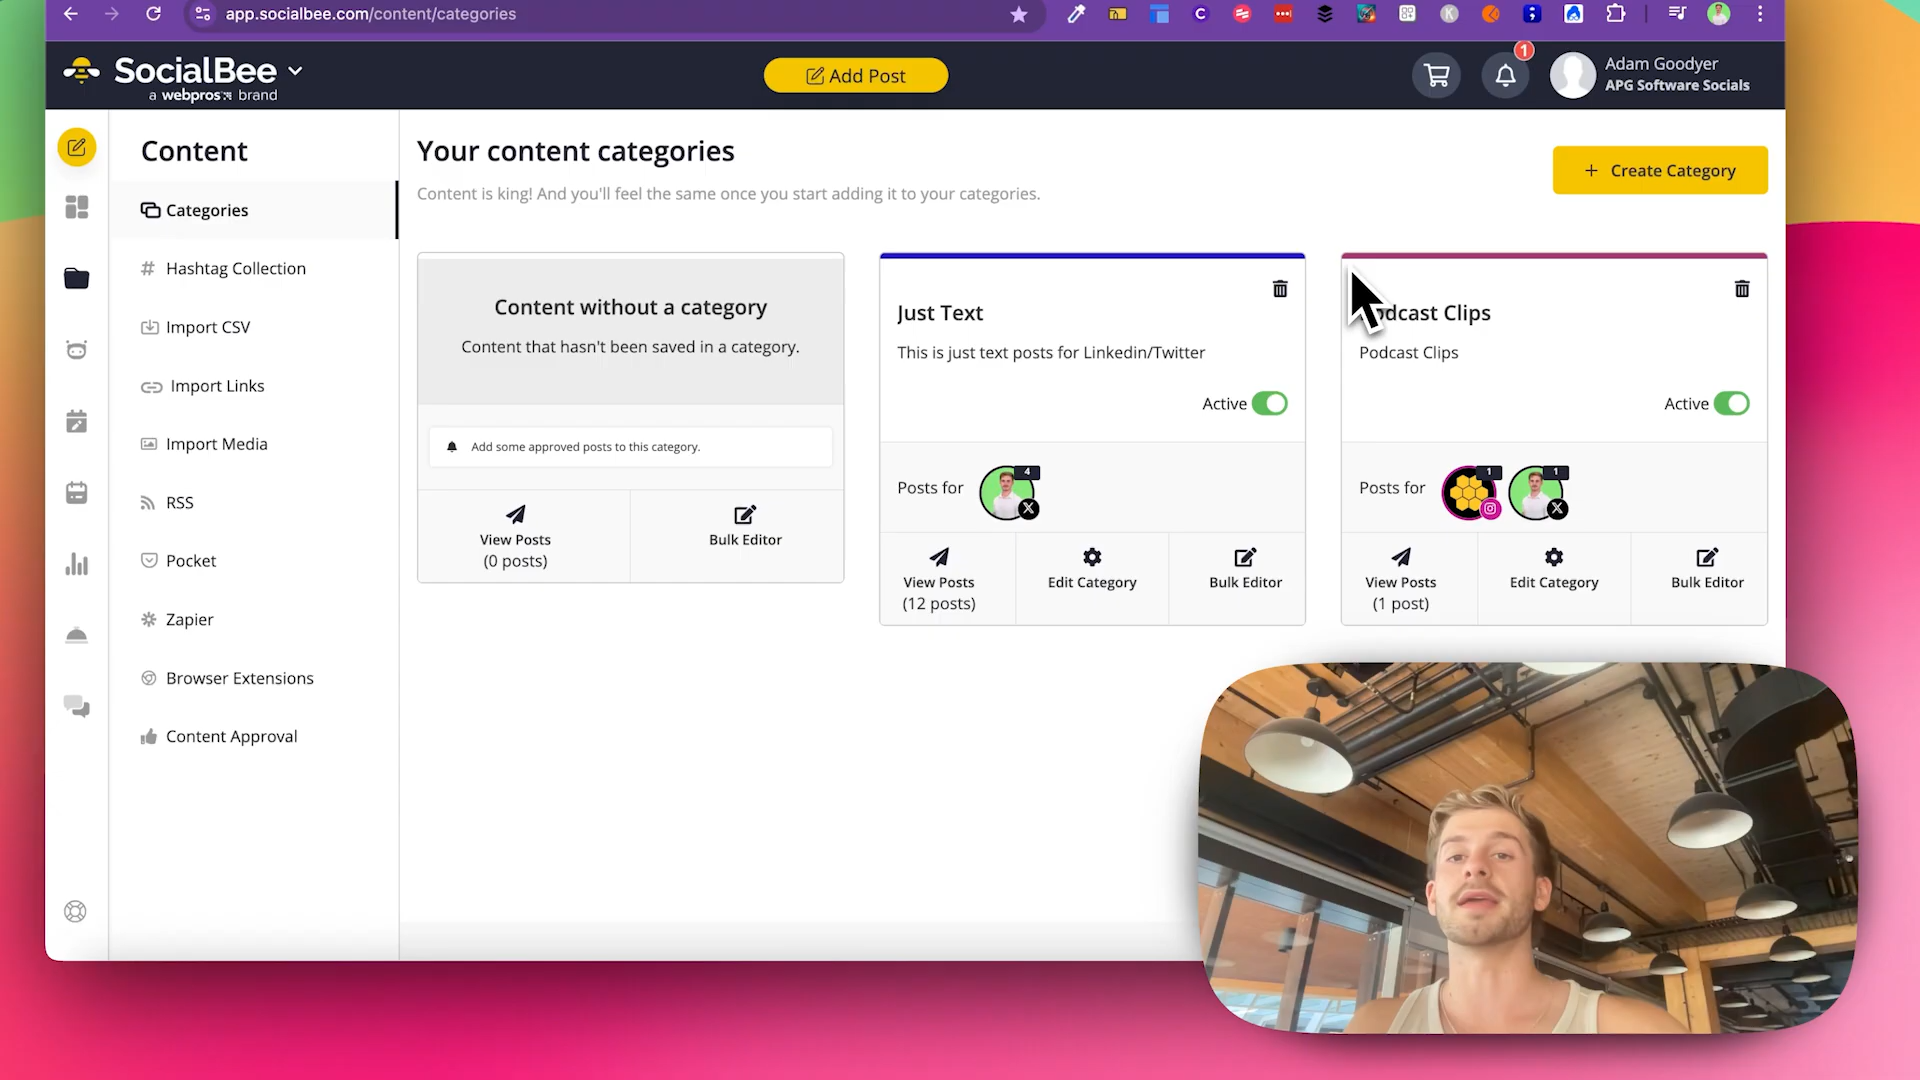 app.socialbee.com/content/categories
SocialBee
a webpros brand
Add Post
1
Adam Goodyer
APG Software Socials
Content
Categories
Hashtag Collection
Import CSV
Import Links
Import Media
RSS
Pocket
Zapier
Browser Extensions
Content Approval
Your content categories
Content is king! And you'll feel the same once you start adding it to your categories.
+ Create Category
Content without a category
Content that hasn't been saved in a category.
Add some approved posts to this category.
View Posts
(0 posts)
Bulk Editor
Just Text
This is just text posts for Linkedin/Twitter
Active
Posts for
4
View Posts
(12 posts)
Edit Category
Bulk Editor
dcast Clips
Podcast Clips
Active
Posts for
1
1
View Posts
(1 post)
Edit Category
Bulk Editor